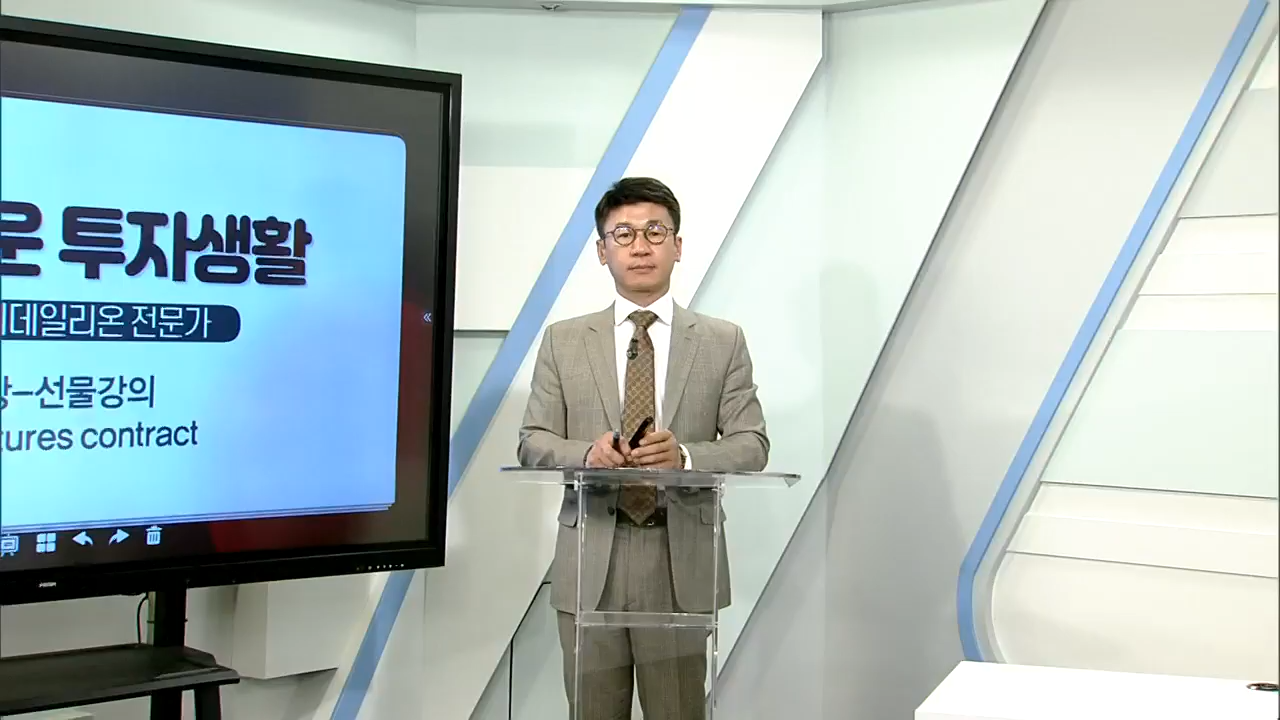 운 투자생활
이데일리온 전문가
강-선물강의
tures contract